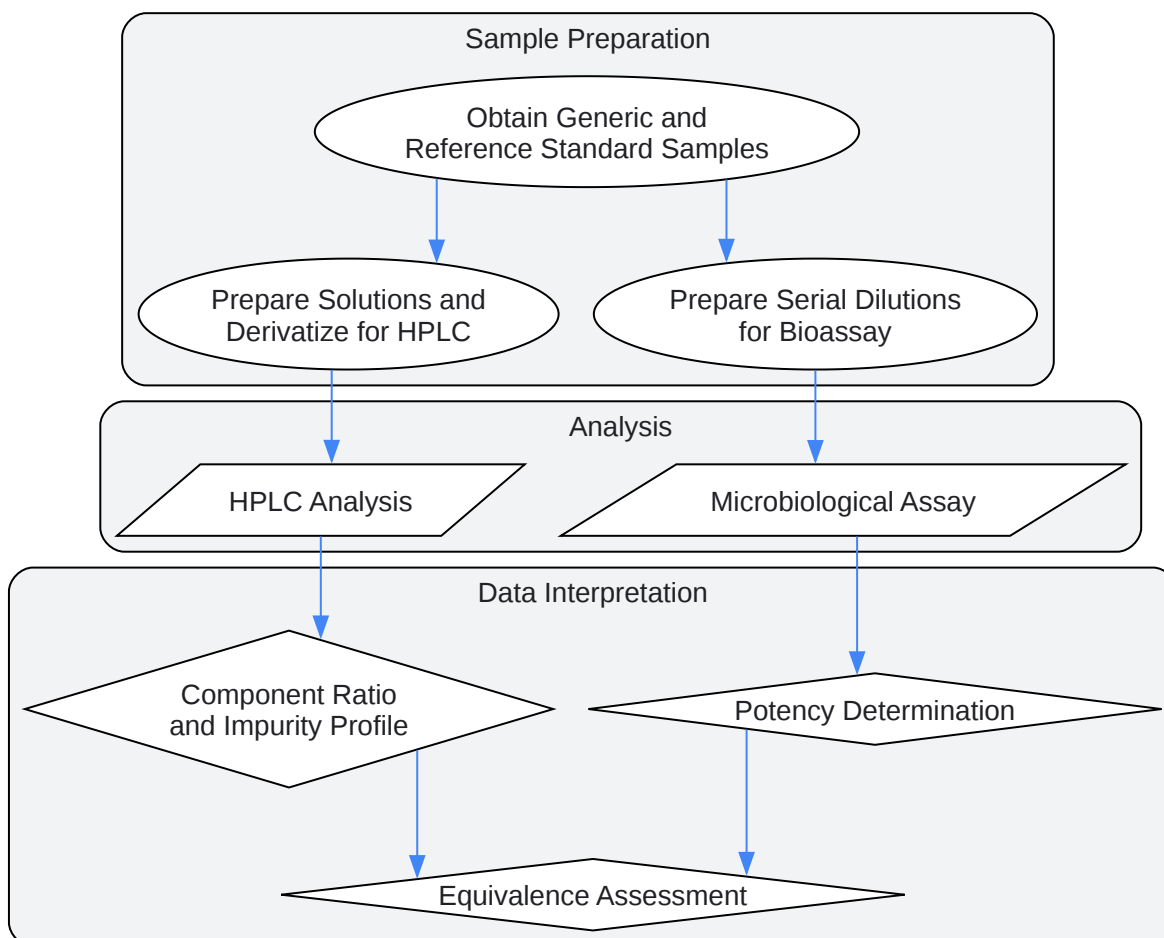 Sample Preparation
Obtain Generic and
Reference Standard Samples
Prepare Solutions and
Derivatize for HPLC
Prepare Serial Dilutions
for Bioassay
Analysis
HPLC Analysis
Microbiological Assay
Data Interpretation
Component Ratio
and Impurity Profile
Potency Determination
Equivalence Assessment